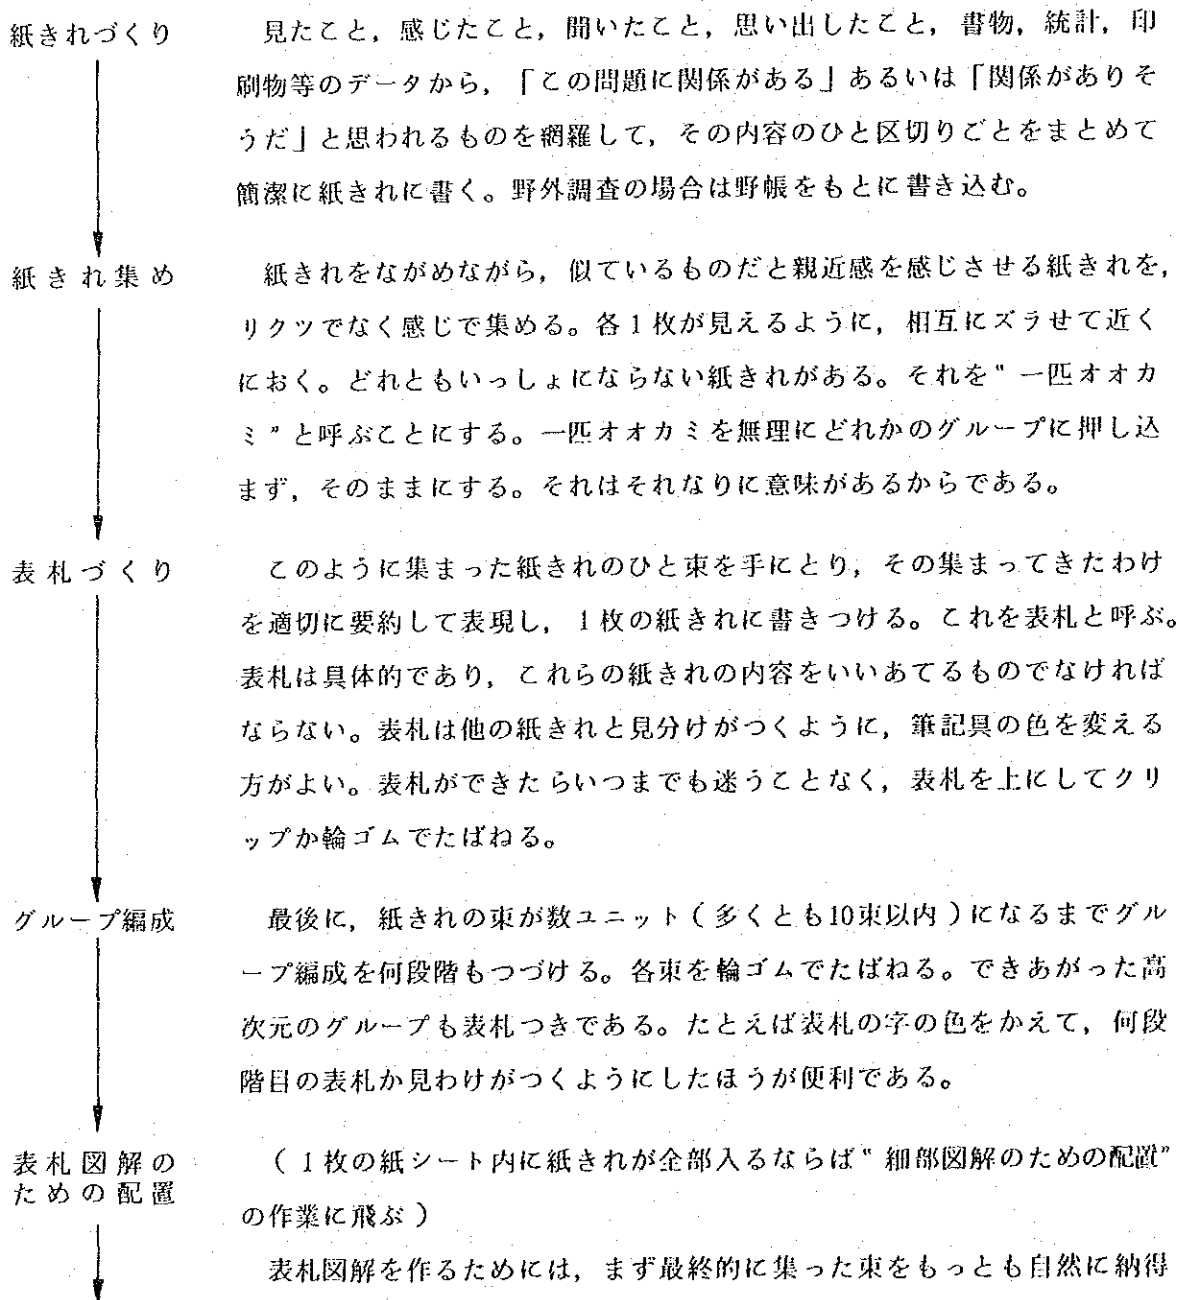 紙きれづくり　見たこと，感じたこと，聞いたこと，思い出したこと，書物，統計，印
刷物等のデータから，「この問題に関係がある」あるいは「関係がありそ
うだ」と思われるものを網羅して，その内容のひと区切りごとをまとめて
簡潔に紙きれに書く。野外調査の場合は野帳をもとに書き込む。
紙きれ集め　紙きれをながめながら，似ているものだと親近感を感じさせる紙きれを，
リクツでなく感じで集める。各1枚が見えるように，相互にズラせて近く
におく。どれともいっしょにならない紙きれがある。それを"一匹オオカ
ミ"と呼ぶことにする。一匹オオカミを無理にどれかのグループに押し込
まず，そのままにする。それはそれなりに意味があるからである。
表札づくり　このように集まった紙きれのひと束を手にとり，その集まってきたわけ
を適切に要約して表現し，1枚の紙きれに書きつける。これを表札と呼ぶ。
表札は具体的であり，これらの紙きれの内容をいいあてるものでなければ
ならない。表札は他の紙きれと見分けがつくように，筆記具の色を変える
方がよい。表札ができたらいつまでも迷うことなく，表札を上にしてクリ
ップか輪ゴムでたばねる。
グループ編成　最後に，紙きれの束が数ユニット（多くとも10束以内）になるまでグル
ープ編成を何段階もつづける。各束を輪ゴムでたばねる。できあがった高
次元のグループも表札つきである。たとえば表札の字の色をかえて，何段
階目の表札か見わけがつくようにしたほうが便利である。
表札図解の
ための配置
（1枚の紙シート内に紙きれが全部入るならば"細部図解のための配置"
の作業に飛ぶ）
表札図解を作るためには，まず最終的に集った束をもっとも自然に納得